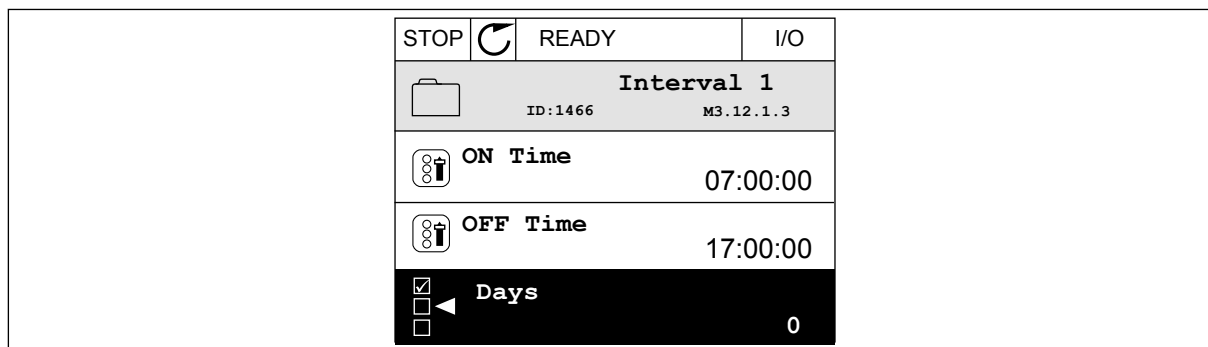 STOP READY I/O
Interval 1
ID:1466 M3.12.1.3
ON Time
07:00:00
OFF Time
17:00:00
Days
0